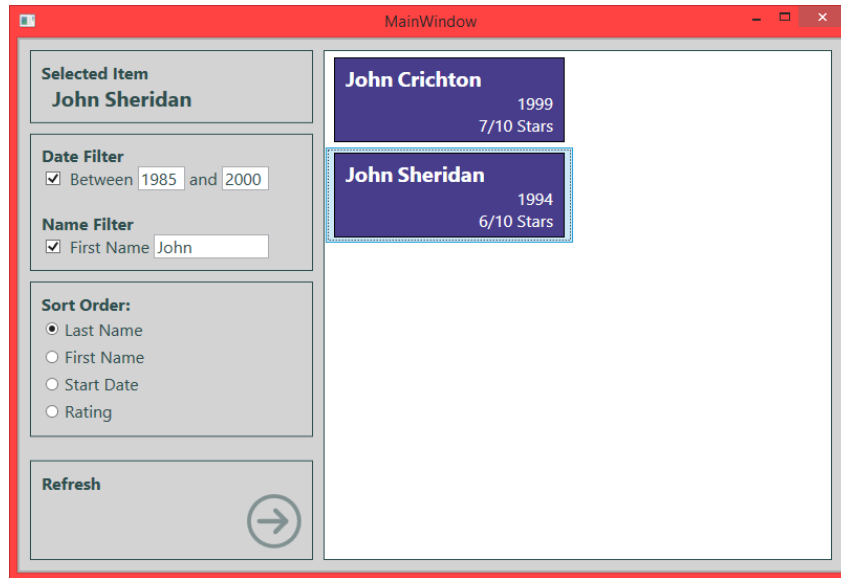 MainWindow
Selected Item
John Sheridan
Date Filter
Between 1985 and 2000
Name Filter
First Name John
Sort Order:
Last Name
First Name
Start Date
Rating
Refresh
John Crichton
1999
7/10 Stars
John Sheridan
1994
6/10 Stars